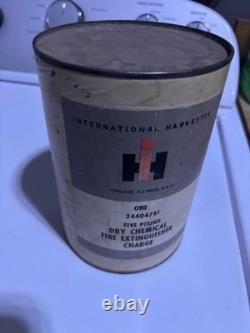 INTERNATIONAL HARVESTER
IH
CHICAGO, ILLINOIS, U.S.A.
ONE
244047R1
FIVE POUND
DRY CHEMICAL
FIRE EXTINGUISHER
CHARGE